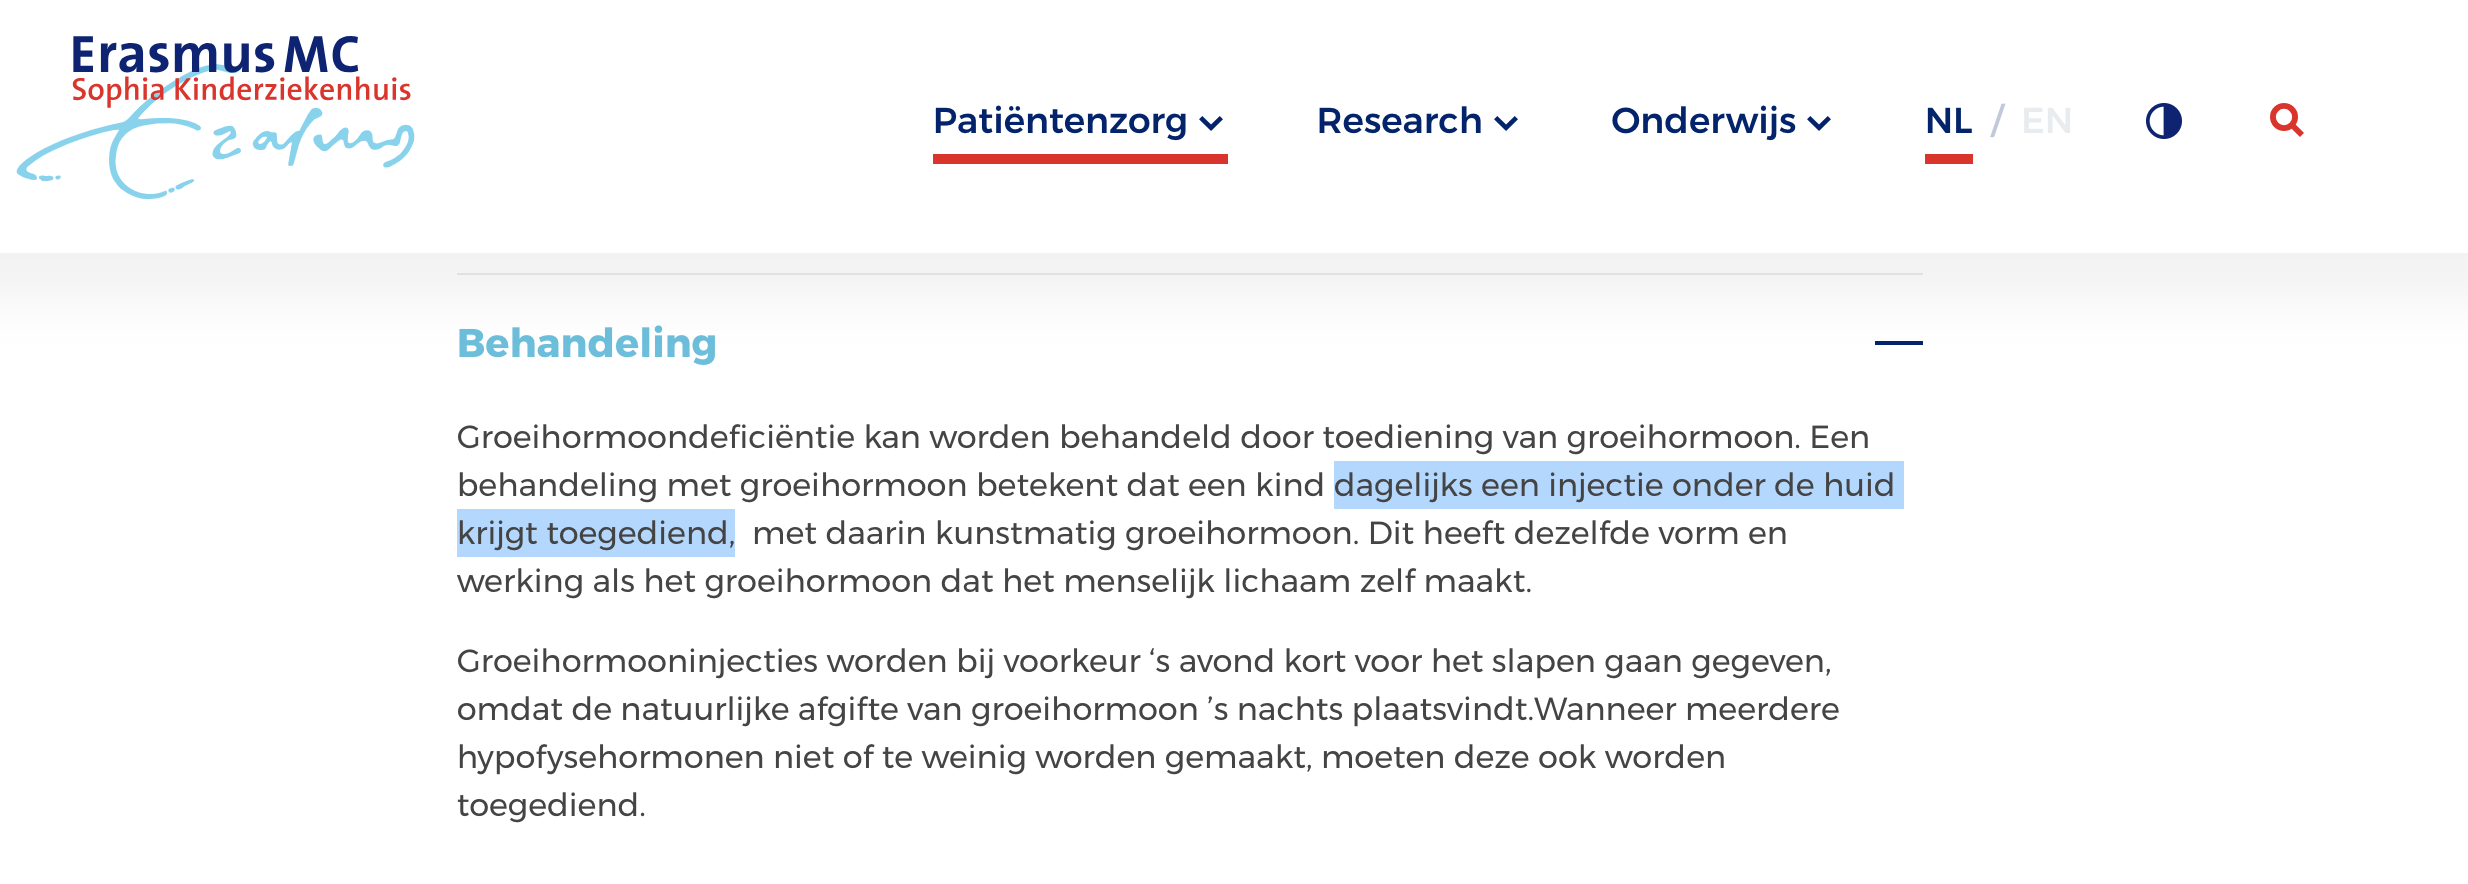 Erasmus MC
Sophia Kinderziekenhuis
Erasmus
Patiëntenzorg
Research
Onderwijs
NL / EN
Behandeling
Groeihormoondeficiëntie kan worden behandeld door toediening van groeihormoon. Een
behandeling met groeihormoon betekent dat een kind dagelijks een injectie onder de huid
krijgt toegediend,  met daarin kunstmatig groeihormoon. Dit heeft dezelfde vorm en
werking als het groeihormoon dat het menselijk lichaam zelf maakt.
Groeihormooninjecties worden bij voorkeur ‘s avond kort voor het slapen gaan gegeven,
omdat de natuurlijke afgifte van groeihormoon ’s nachts plaatsvindt.Wanneer meerdere
hypofysehormonen niet of te weinig worden gemaakt, moeten deze ook worden
toegediend.